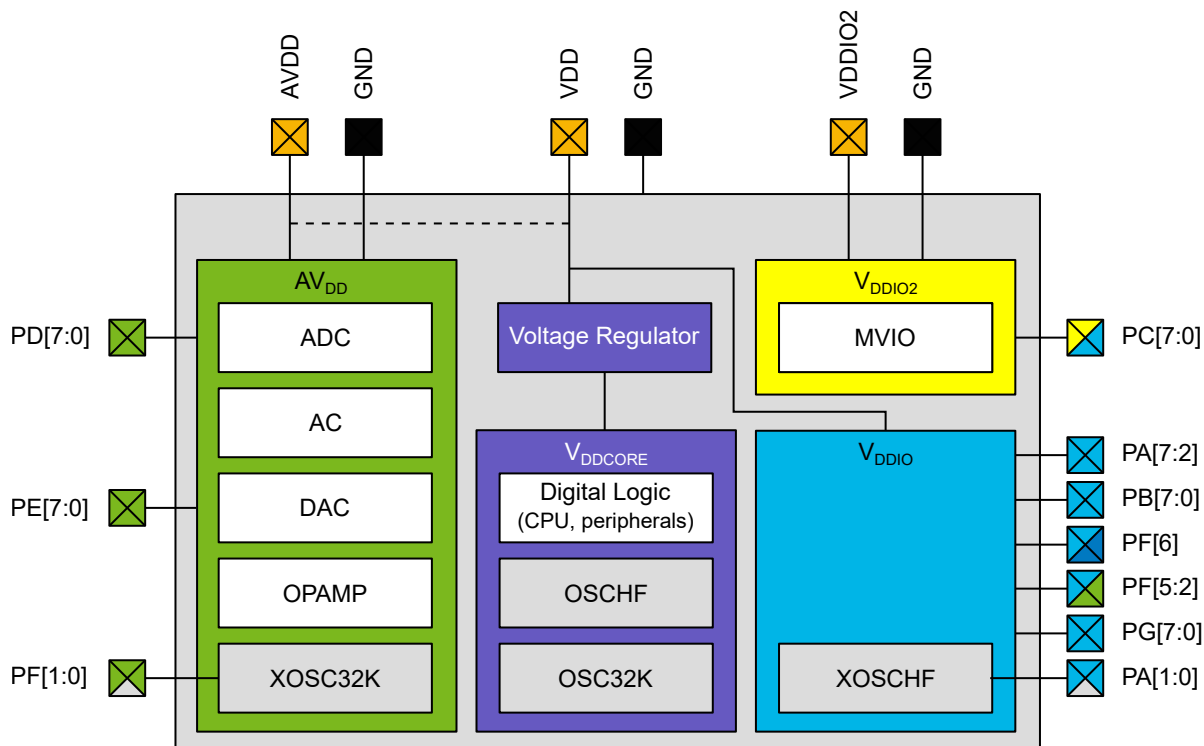 AVDD
GND
VDD
GND
VDDIO2
GND
AVDD
ADC
AC
DAC
OPAMP
XOSC32K
Voltage Regulator
VDDCORE
Digital Logic
(CPU, peripherals)
OSCHF
OSC32K
VDDIO2
MVIO
VDDIO
XOSCHF
PD[7:0]
PE[7:0]
PF[1:0]
PC[7:0]
PA[7:2]
PB[7:0]
PF[6]
PF[5:2]
PG[7:0]
PA[1:0]